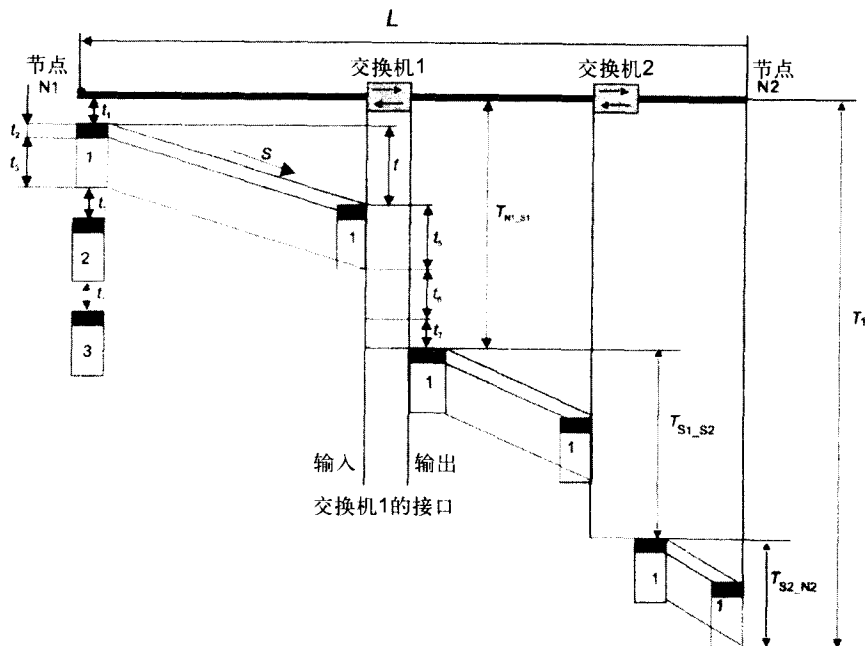 L
节点
N1
交换机1
交换机2
节点
N2
t₁
t₂
1
t₃
S
t
T_N1_S1
1
t₅
2
t₆
T₁
t₇
3
1
T_S1_S2
1
输入
输出
交换机1的接口
1
T_S2_N2
1